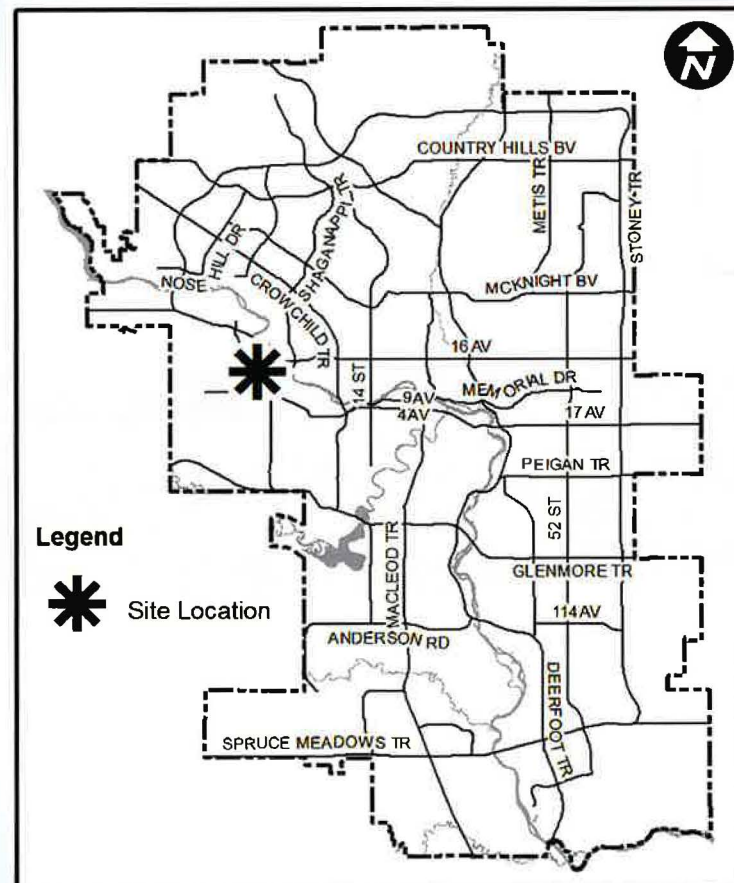 N
COUNTRY HILLS BV
METIS TR
STONEY TR
SHAGANAPPI TR
NOSE HILL DR
CROWCHILD TR
MCKNIGHT BV
16 AV
14 ST
MEMORIAL DR
9 AV
4 AV
17 AV
PEIGAN TR
52 ST
Legend
Site Location
MACLEOD TR
GLENMORE TR
114 AV
ANDERSON RD
DEERFOOT TR
SPRUCE MEADOWS TR